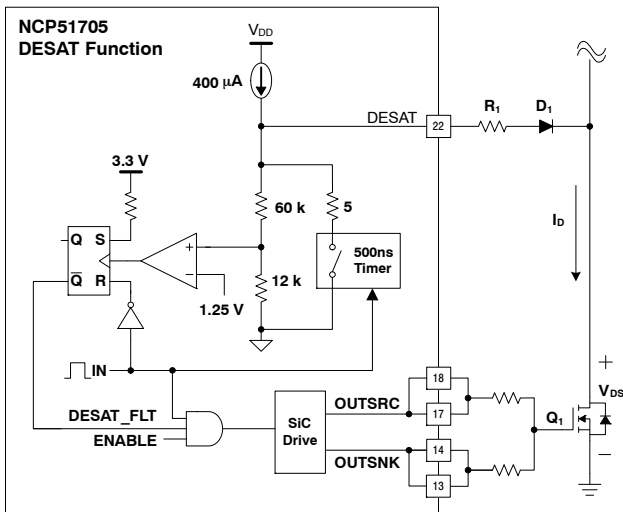 NCP51705
DESAT Function
VDD
400 µA
DESAT
22
R1
D1
3.3 V
60 k
5
ID
Q
S
Q̅
R
+
−
500ns
Timer
12 k
1.25 V
IN
+
VDS
−
18
DESAT_FLT
OUTSRC
17
Q1
ENABLE
SiC
Drive
14
OUTSNK
13